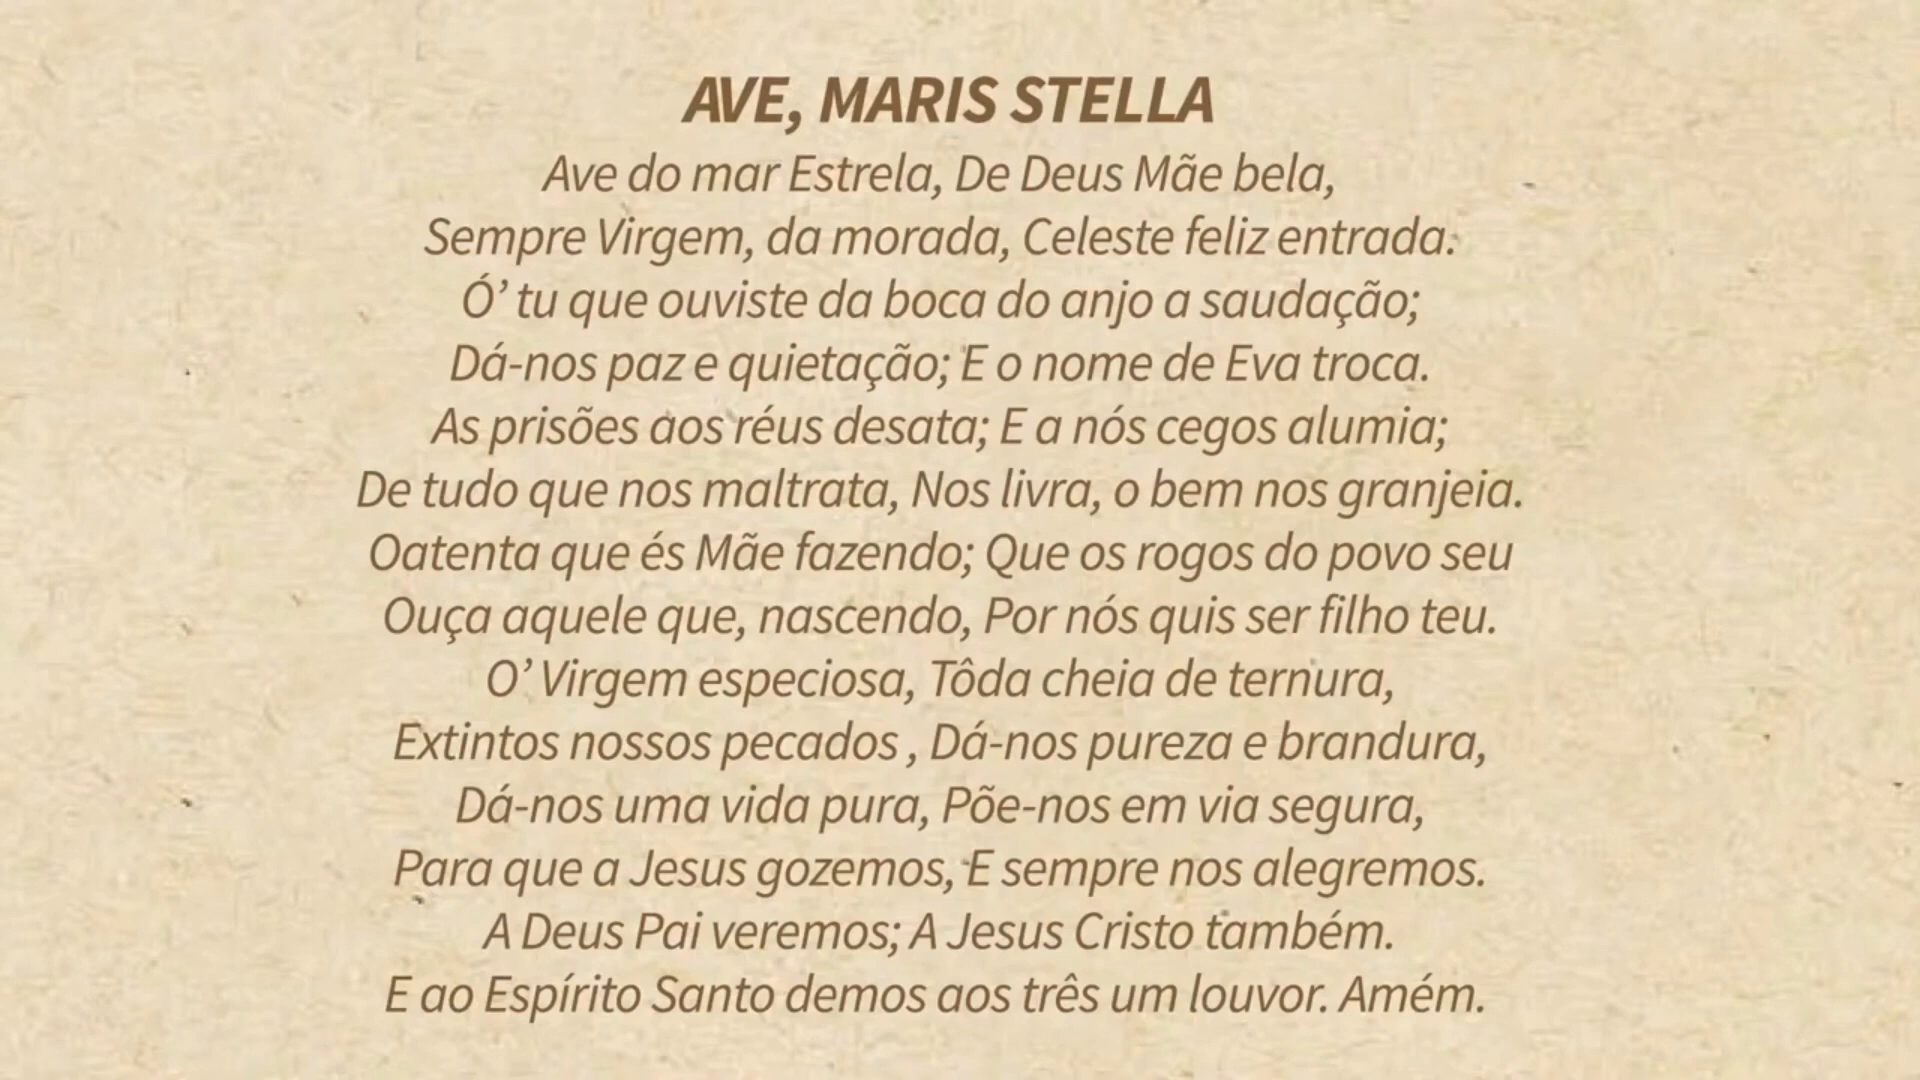 AVE, MARIS STELLA
Ave do mar Estrela, De Deus Mãe bela,
Sempre Virgem, da morada, Celeste feliz entrada.
Ó’ tu que ouviste da boca do anjo a saudação;
Dá-nos paz e quietação; E o nome de Eva troca.
As prisões aos réus desata; E a nós cegos alumia;
De tudo que nos maltrata, Nos livra, o bem nos granjeia.
Oatenta que és Mãe fazendo; Que os rogos do povo seu
Ouça aquele que, nascendo, Por nós quis ser filho teu.
O’ Virgem especiosa, Tôda cheia de ternura,
Extintos nossos pecados , Dá-nos pureza e brandura,
Dá-nos uma vida pura, Põe-nos em via segura,
Para que a Jesus gozemos, E sempre nos alegremos.
A Deus Pai veremos; A Jesus Cristo também.
E ao Espírito Santo demos aos três um louvor. Amém.